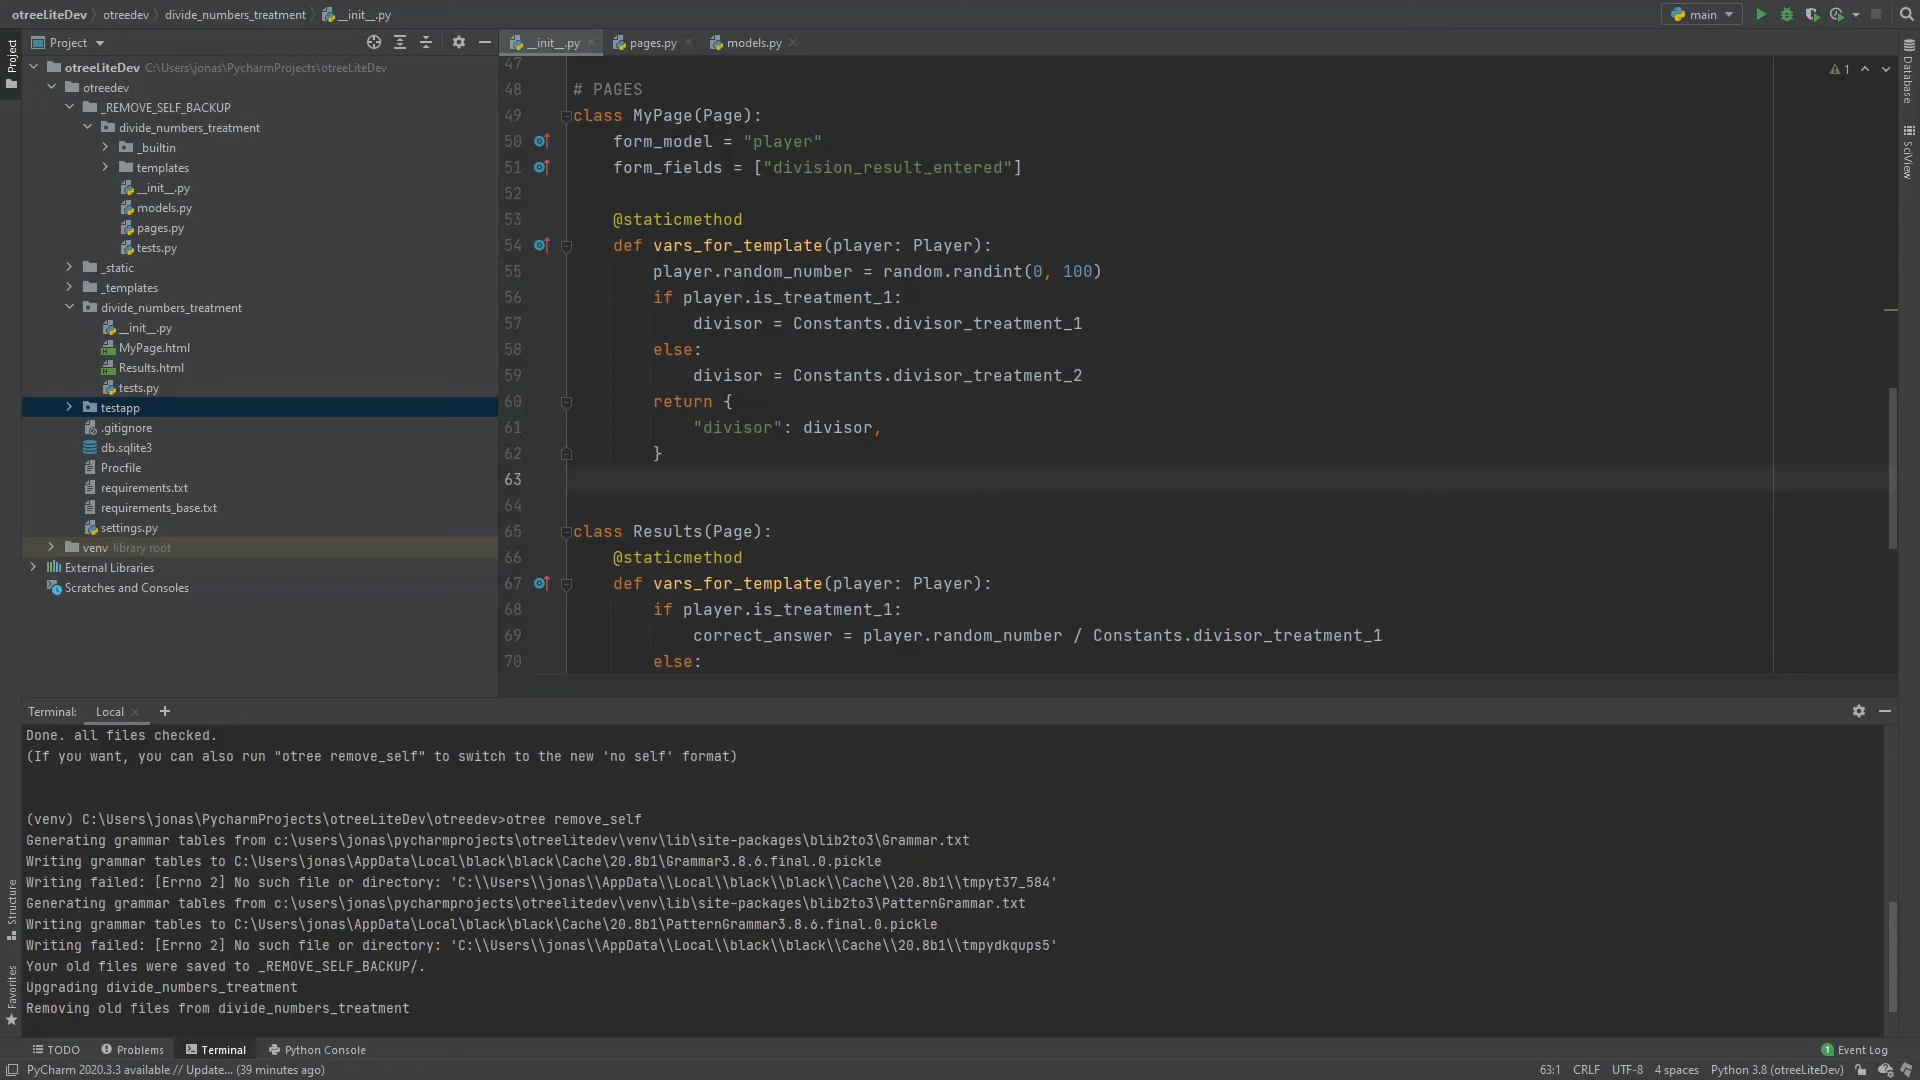 otreeLiteDev otreedev divide_numbers_treatment __init__.py
main
Project
otreeLiteDev C:\Users\jonas\PycharmProjects\otreeLiteDev
otreedev
_REMOVE_SELF_BACKUP
divide_numbers_treatment
_builtin
templates
__init__.py
models.py
pages.py
tests.py
_static
_templates
divide_numbers_treatment
__init__.py
MyPage.html
Results.html
tests.py
testapp
.gitignore
db.sqlite3
Procfile
requirements.txt
requirements_base.txt
settings.py
venv library root
External Libraries
Scratches and Consoles
Project
Structure
Favorites
__init__.py pages.py models.py
1
Database
SciView
47
48 # PAGES
49 class MyPage(Page):
50 form_model = "player"
51 form_fields = ["division_result_entered"]
52
53 @staticmethod
54 def vars_for_template(player: Player):
55 player.random_number = random.randint(0, 100)
56 if player.is_treatment_1:
57 divisor = Constants.divisor_treatment_1
58 else:
59 divisor = Constants.divisor_treatment_2
60 return {
61 "divisor": divisor,
62 }
63
64
65 class Results(Page):
66 @staticmethod
67 def vars_for_template(player: Player):
68 if player.is_treatment_1:
69 correct_answer = player.random_number / Constants.divisor_treatment_1
70 else:
Terminal: Local
Done. all files checked.
(If you want, you can also run "otree remove_self" to switch to the new 'no self' format)
(venv) C:\Users\jonas\PycharmProjects\otreeLiteDev\otreedev>otree remove_self
Generating grammar tables from c:\users\jonas\pycharmprojects\otreelitedev\venv\lib\site-packages\blib2to3\Grammar.txt
Writing grammar tables to C:\Users\jonas\AppData\Local\black\black\Cache\20.8b1\Grammar3.8.6.final.0.pickle
Writing failed: [Errno 2] No such file or directory: 'C:\\Users\\jonas\\AppData\\Local\\black\\black\\Cache\\20.8b1\\tmpyt37_584'
Generating grammar tables from c:\users\jonas\pycharmprojects\otreelitedev\venv\lib\site-packages\blib2to3\PatternGrammar.txt
Writing grammar tables to C:\Users\jonas\AppData\Local\black\black\Cache\20.8b1\PatternGrammar3.8.6.final.0.pickle
Writing failed: [Errno 2] No such file or directory: 'C:\\Users\\jonas\\AppData\\Local\\black\\black\\Cache\\20.8b1\\tmpydkqups5'
Your old files were saved to _REMOVE_SELF_BACKUP/.
Upgrading divide_numbers_treatment
Removing old files from divide_numbers_treatment
TODO Problems Terminal Python Console 1 Event Log
PyCharm 2020.3.3 available // Update... (39 minutes ago) 63:1 CRLF UTF-8 4 spaces Python 3.8 (otreeLiteDev)